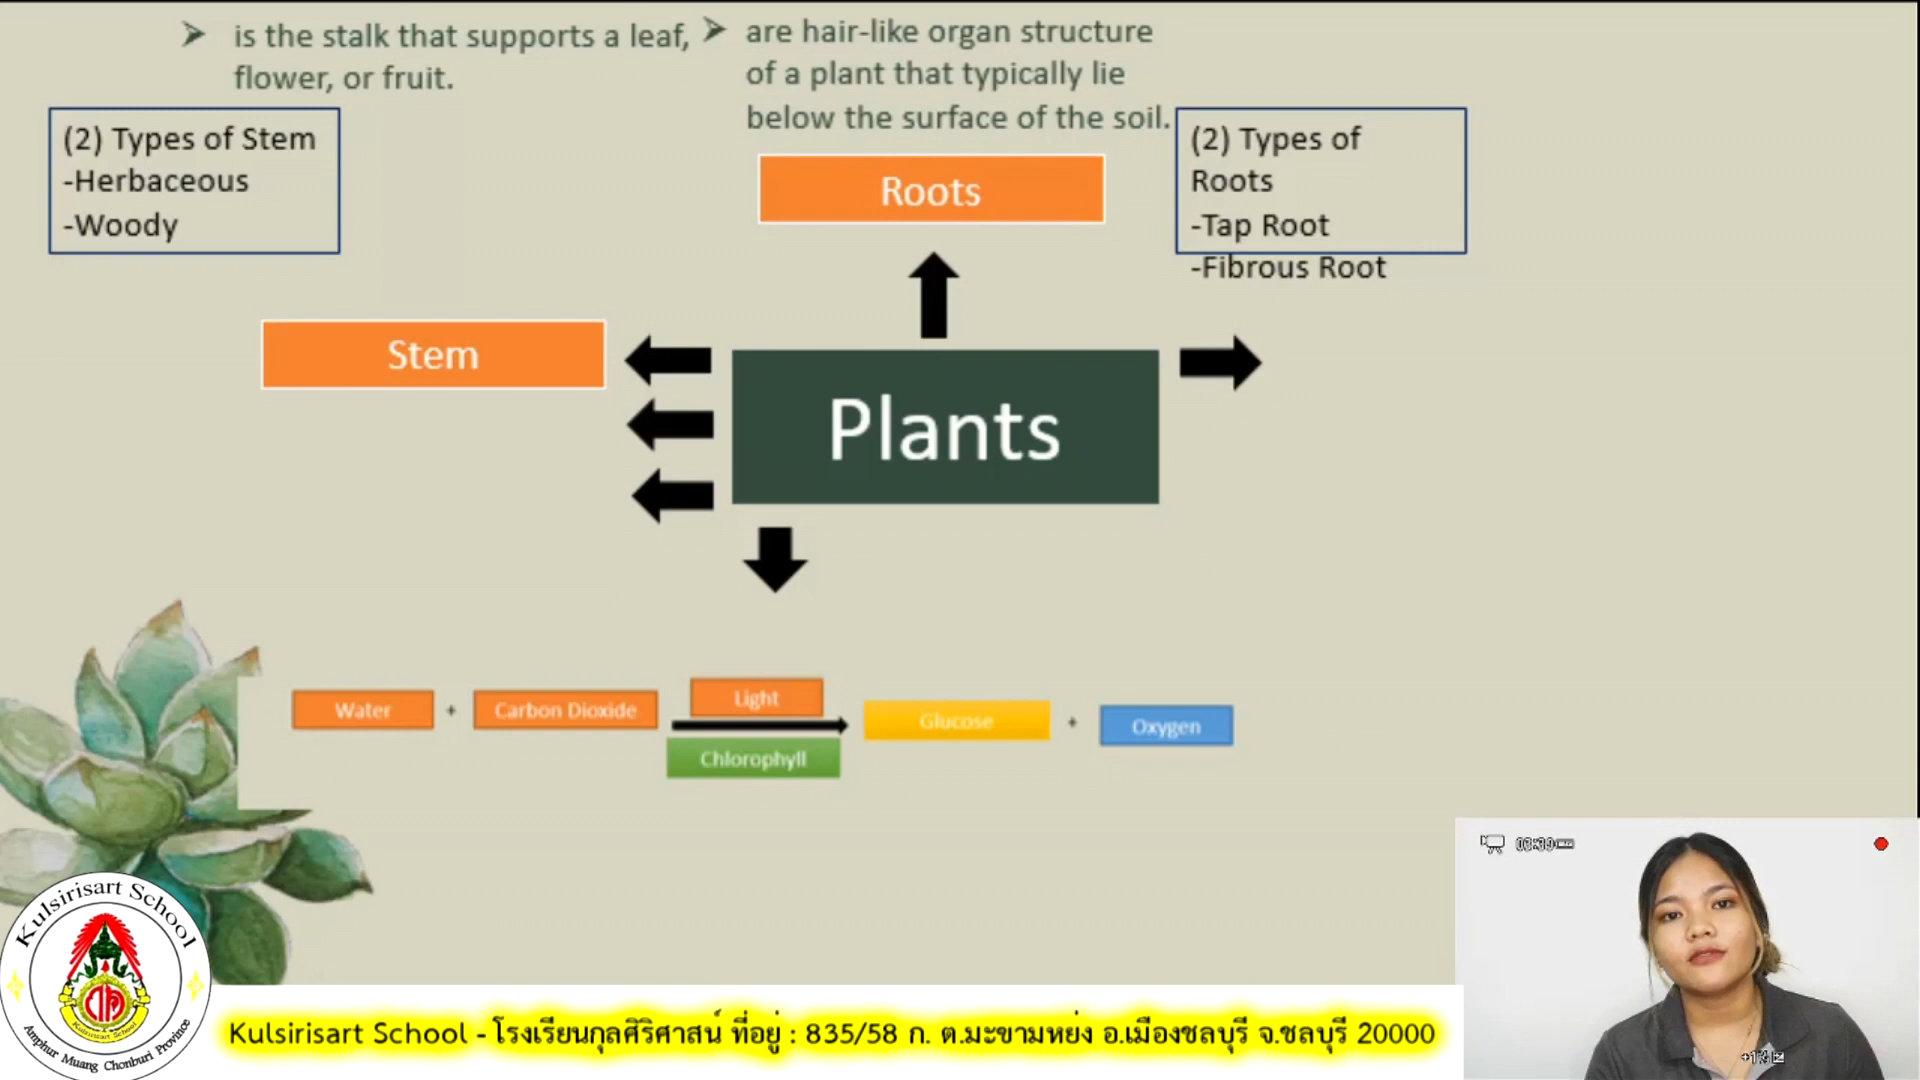 is the stalk that supports a leaf,
flower, or fruit.
are hair-like organ structure
of a plant that typically lie
below the surface of the soil.
(2) Types of Stem
-Herbaceous
-Woody
(2) Types of
Roots
-Tap Root
-Fibrous Root
Roots
Stem
Plants
Water + Carbon Dioxide
Light
Chlorophyll
Glucose + Oxygen
Kulsirisart School
Kulsirisart School
Amphur Muang Chonburi Province
Kulsirisart School - โรงเรียนกุลศิริศาสน์ ที่อยู่ : 835/58 ก. ต.มะขามหย่ง อ.เมืองชลบุรี จ.ชลบุรี 20000